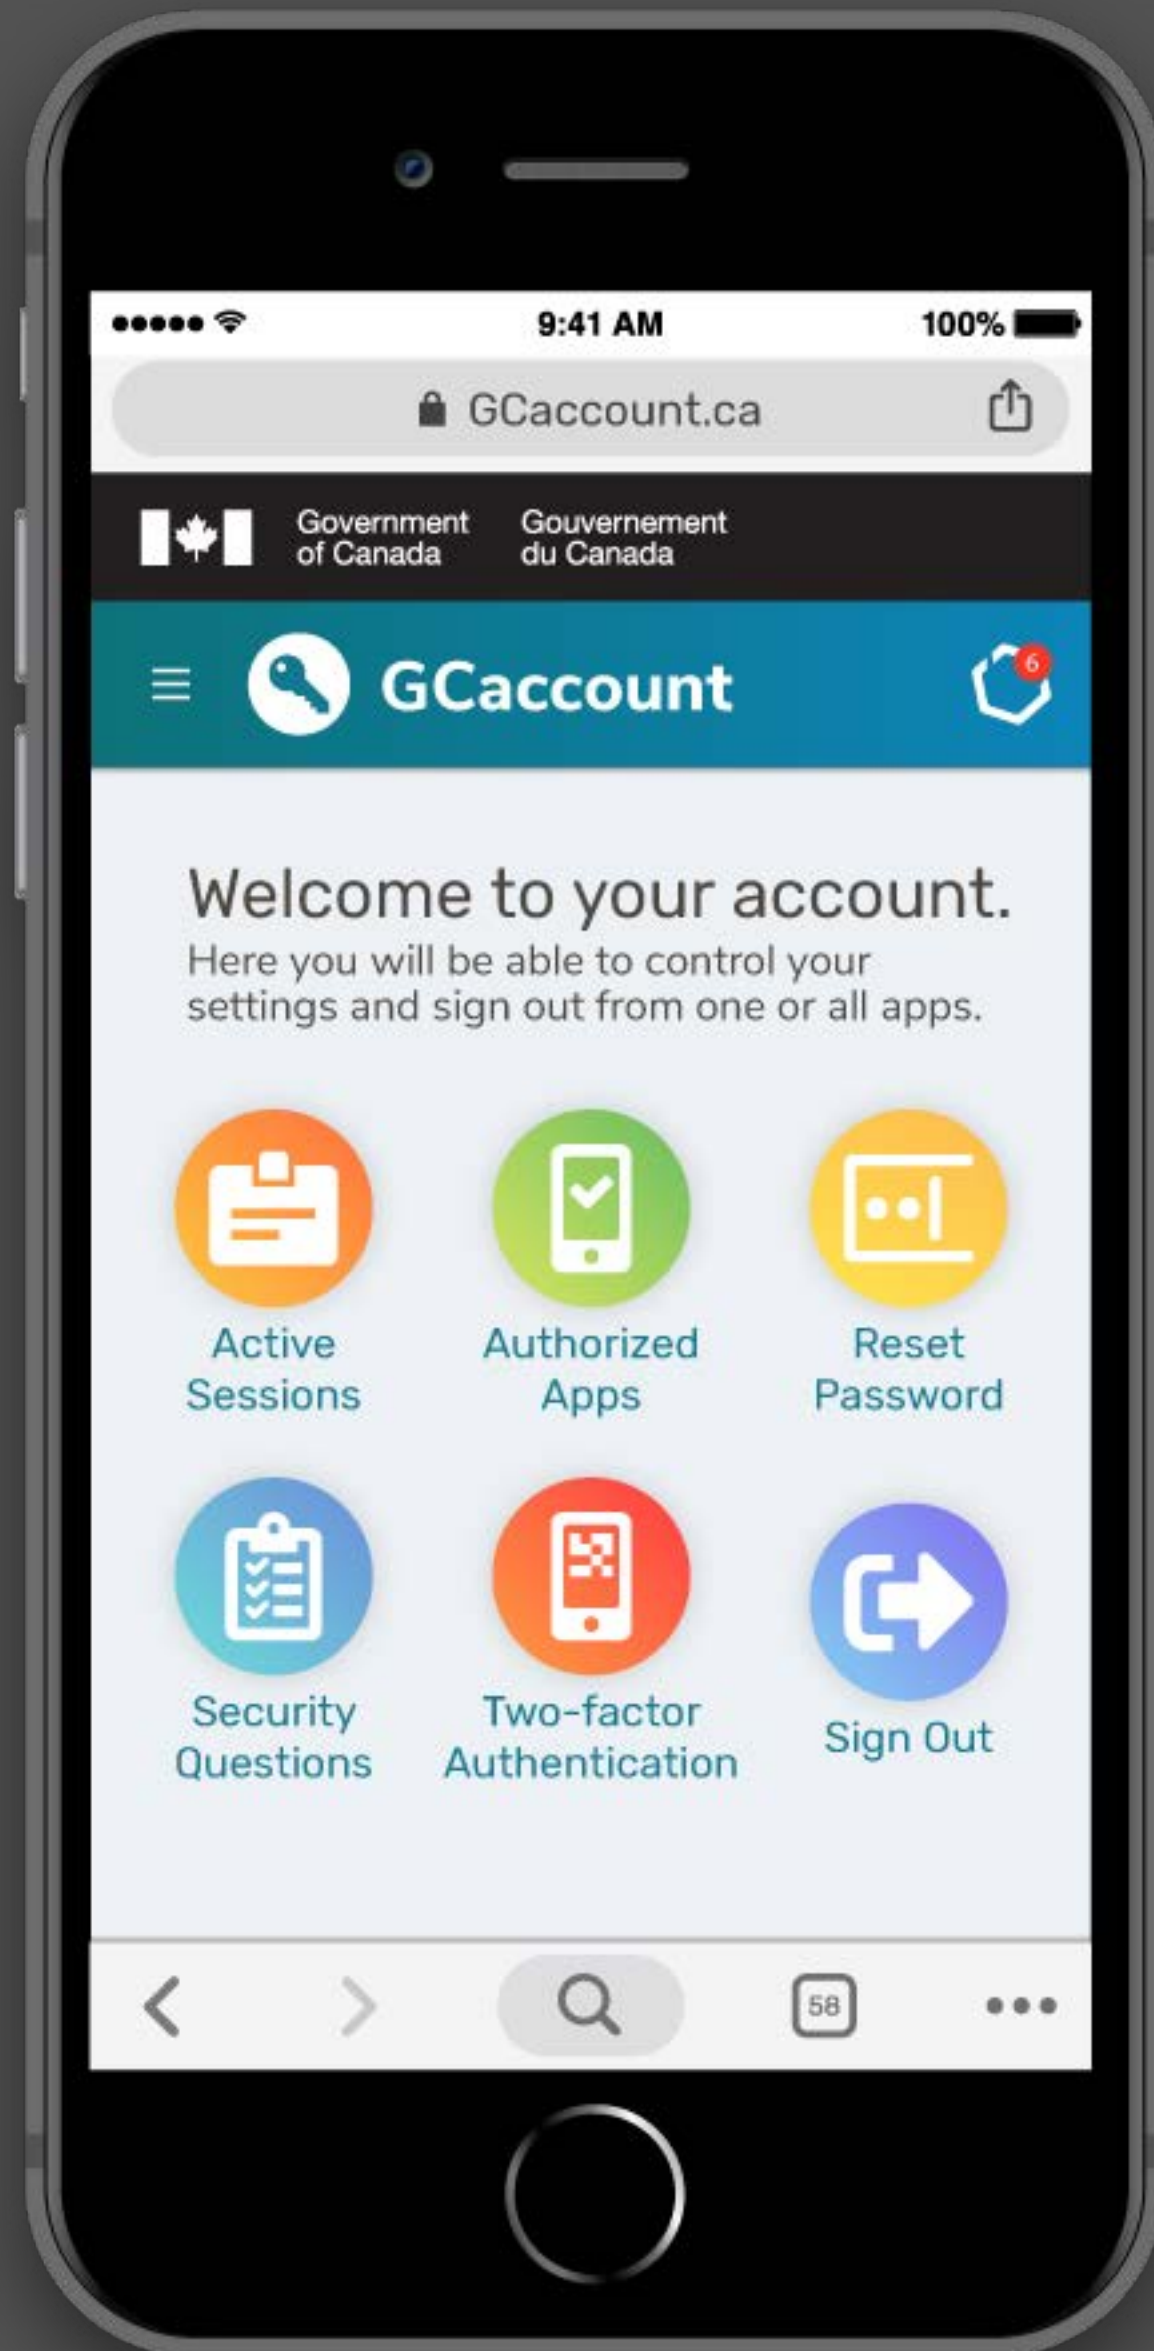 9:41 AM
100%
GCaccount.ca
Government Gouvernement
of Canada du Canada
GCaccount
6
Welcome to your account.
Here you will be able to control your
settings and sign out from one or all apps.
Active
Sessions
Authorized
Apps
Reset
Password
Security
Questions
Two-factor
Authentication
Sign Out
58